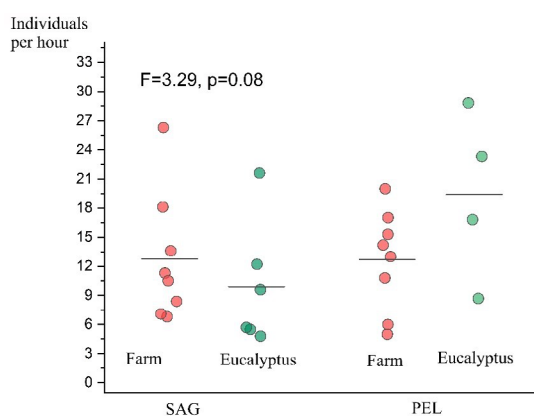 Individuals
per hour
33
30
27
24
21
18
15
12
9
6
3
0
F=3.29, p=0.08
Farm
Eucalyptus
Farm
Eucalyptus
SAG
PEL